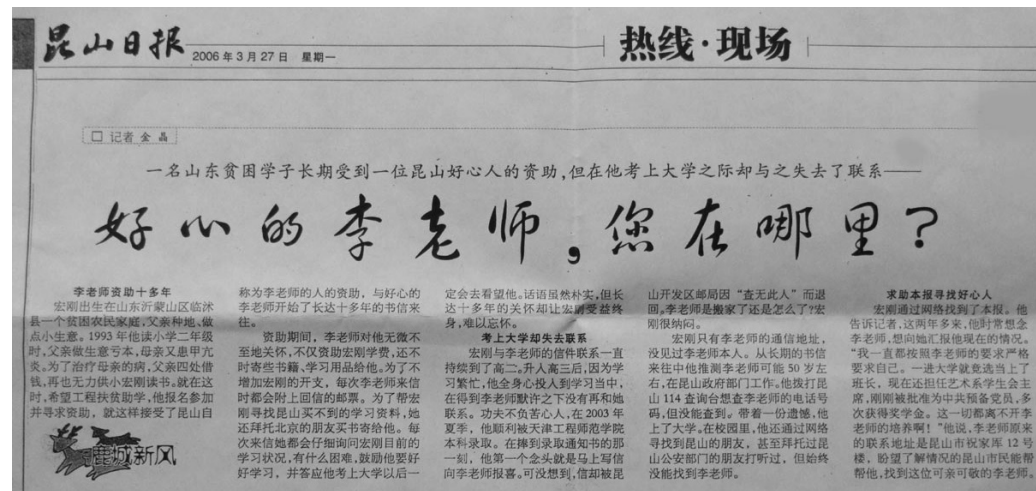 昆山日报
2006年3月27日 星期一
热线·现场
□ 记者 金 晶
一名山东贫困学子长期受到一位昆山好心人的资助,但在他考上大学之际却与之失去了联系——
好心的李老师,您在哪里?
李老师资助十多年
宏刚出生在山东沂蒙山区临沭
县一个贫困农民家庭,父亲种地、做
点小生意。1993年他读小学二年级
时,父亲做生意亏本,母亲又患甲亢
炎。为了治疗母亲的病,父亲四处借
钱,再也无力供小宏刚读书。就在这
时,希望工程扶贫助学,他报名参加
并寻求资助,就这样接受了昆山自
鹿城新风
称为李老师的人的资助,与好心的
李老师开始了长达十多年的书信来
往。
资助期间,李老师对他无微不
至地关怀,不仅资助宏刚学费,还不
时寄些书籍、学习用品给他。为了不
增加宏刚的开支,每次李老师来信
时都会附上回信的邮票。为了帮宏
刚寻找昆山买不到的学习资料,她
还拜托北京的朋友买书寄给他。每
次来信她都会仔细询问宏刚目前的
学习状况,有什么困难,鼓励他要好
好学习,并答应他考上大学以后一
定会去看望他。话语虽然朴实,但长
达十多年的关怀却让宏刚受益终
身,难以忘怀。
考上大学却失去联系
宏刚与李老师的信件联系一直
持续到了高二。升入高三后,因为学
习繁忙,他全身心投入到学习当中,
在得到李老师默许之下没有再和她
联系。功夫不负苦心人,在2003年
夏季,他顺利被天津工程师范学院
本科录取。在捧到录取通知书的那
一刻,他第一个念头就是马上写信
向李老师报喜。可没想到,信却被昆
山开发区邮局因“查无此人”而退
回,李老师是搬家了还是怎么了?宏
刚很纳闷。
宏刚只有李老师的通信地址,
没见过李老师本人。从长期的书信
来往中他推测李老师可能50岁左
右,在昆山政府部门工作。他拨打昆
山114查询台想查李老师的电话号
码,但没能查到。带着一份遗憾,他
上了大学。在校园里,他还通过网络
寻找到昆山的朋友,甚至拜托过昆
山公安部门的朋友打听过,但始终
没能找到李老师。
求助本报寻找好心人
宏刚通过网络找到了本报。他
告诉记者,这两年多来,他时常想念
李老师,想向她汇报他现在的情况。
“我一直都按照李老师的要求严格
要求自己。一进大学就竞选当上了
班长,现在还担任艺术系学生会主
席,刚刚被批准为中共预备党员,多
次获得奖学金。这一切都离不开李
老师的培养啊!”他说,李老师原来
的联系地址是昆山市祝家厍12号
楼,盼望了解情况的昆山市民能帮
帮他,找到这位可亲可敬的李老师。